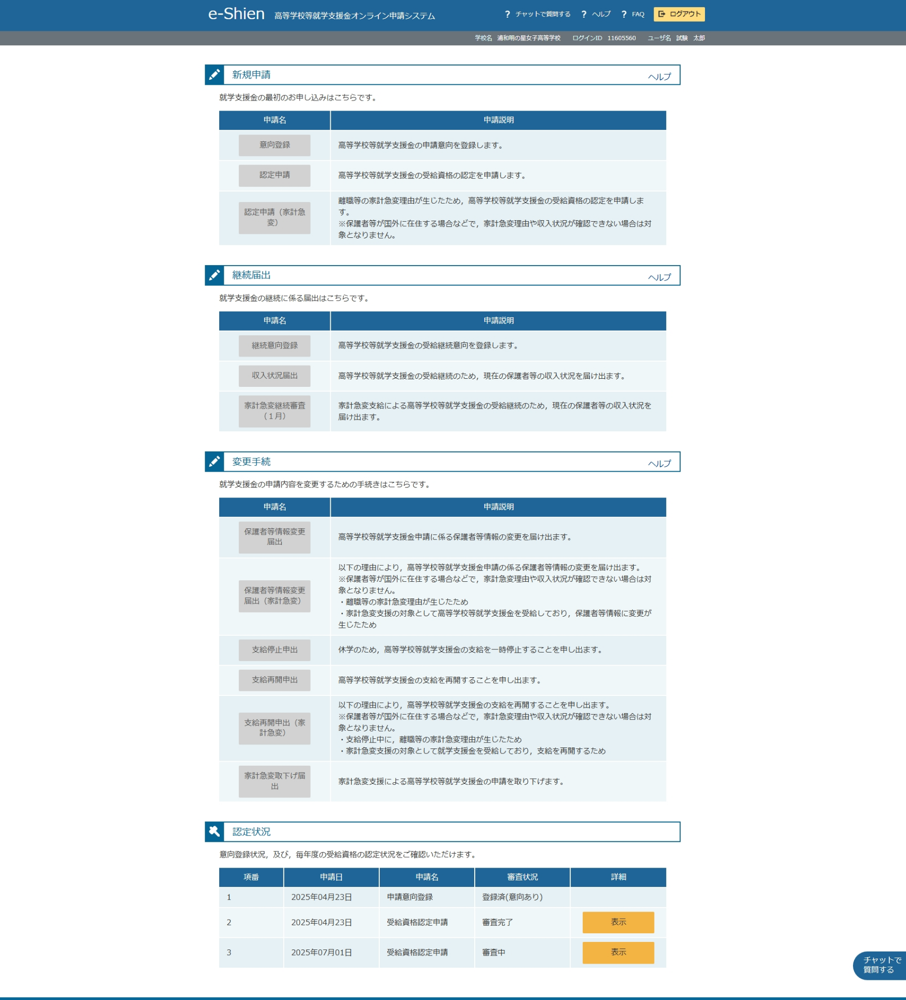 e-Shien 高等学校等就学支援金オンライン申請システム ? チャットで質問する ? ヘルプ ? FAQ ログアウト
学校名 浦和明の星女子高等学校 ログインID 11605560 ユーザ名 試験 太郎
新規申請 ヘルプ
就学支援金の最初のお申し込みはこちらです。
申請名 申請説明
意向登録 高等学校等就学支援金の申請意向を登録します。
認定申請 高等学校等就学支援金の受給資格の認定を申請します。
認定申請（家計急
変）
離職等の家計急変理由が生じたため，高等学校等就学支援金の受給資格の認定を申請しま
す。
※保護者等が国外に在住する場合などで，家計急変理由や収入状況が確認できない場合は対
象となりません。
継続届出 ヘルプ
就学支援金の継続に係る届出はこちらです。
申請名 申請説明
継続意向登録 高等学校等就学支援金の受給継続意向を登録します。
収入状況届出 高等学校等就学支援金の受給継続のため，現在の保護者等の収入状況を届け出ます。
家計急変継続審査
（１月）
家計急変支給による高等学校等就学支援金の受給継続のため，現在の保護者等の収入状況を
届け出ます。
変更手続 ヘルプ
就学支援金の申請内容を変更するための手続きはこちらです。
申請名 申請説明
保護者等情報変更
届出
高等学校等就学支援金申請に係る保護者等情報の変更を届け出ます。
保護者等情報変更
届出（家計急変）
以下の理由により，高等学校等就学支援金申請の係る保護者等情報の変更を届け出ます。
※保護者等が国外に在住する場合などで，家計急変理由や収入状況が確認できない場合は対
象となりません。
・離職等の家計急変理由が生じたため
・家計急変支援の対象として高等学校等就学支援金を受給しており，保護者等情報に変更が
生じたため
支給停止申出 休学のため，高等学校等就学支援金の支給を一時停止することを申し出ます。
支給再開申出 高等学校等就学支援金の支給を再開することを申し出ます。
支給再開申出（家
計急変）
以下の理由により，高等学校等就学支援金の支給を再開することを申し出ます。
※保護者等が国外に在住する場合などで，家計急変理由や収入状況が確認できない場合は対
象となりません。
・支給停止中に，離職等の家計急変理由が生じたため
・家計急変支援の対象として就学支援金を受給しており，支給を再開するため
家計急変取下げ届
出
家計急変支援による高等学校等就学支援金の申請を取り下げます。
認定状況
意向登録状況，及び，毎年度の受給資格の認定状況をご確認いただけます。
項番 申請日 申請名 審査状況 詳細
1 2025年04月23日 申請意向登録 登録済(意向あり)
2 2025年04月23日 受給資格認定申請 審査完了 表示
3 2025年07月01日 受給資格認定申請 審査中 表示
チャットで
質問する